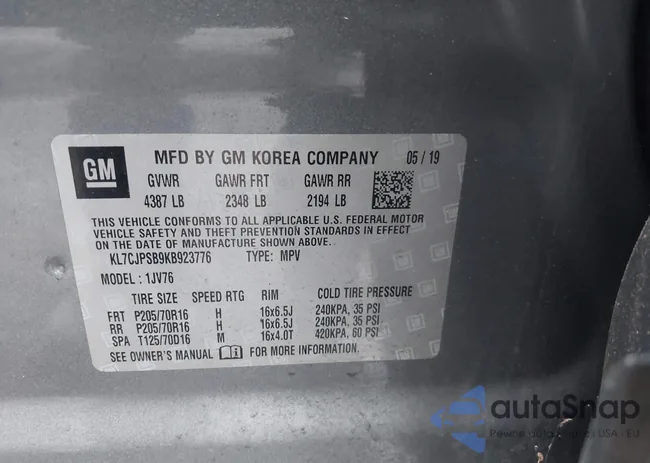 GM MFD BY GM KOREA COMPANY 05 / 19
GVWR GAWR FRT GAWR RR
4387 LB 2348 LB 2194 LB
THIS VEHICLE CONFORMS TO ALL APPLICABLE U.S. FEDERAL MOTOR
VEHICLE SAFETY AND THEFT PREVENTION STANDARDS IN EFFECT ON
THE DATE OF MANUFACTURE SHOWN ABOVE.
KL7CJPSB9KB923776 TYPE: MPV
MODEL : 1JV76
TIRE SIZE SPEED RTG RIM COLD TIRE PRESSURE
FRT P205/70R16 H 16x6.5J 240KPA, 35 PSI
RR P205/70R16 H 16x6.5J 240KPA, 35 PSI
SPA T125/70D16 M 16x4.0T 420KPA, 60 PSI
SEE OWNER'S MANUAL FOR MORE INFORMATION.
autoSnap
Pewne auto z USA i EU